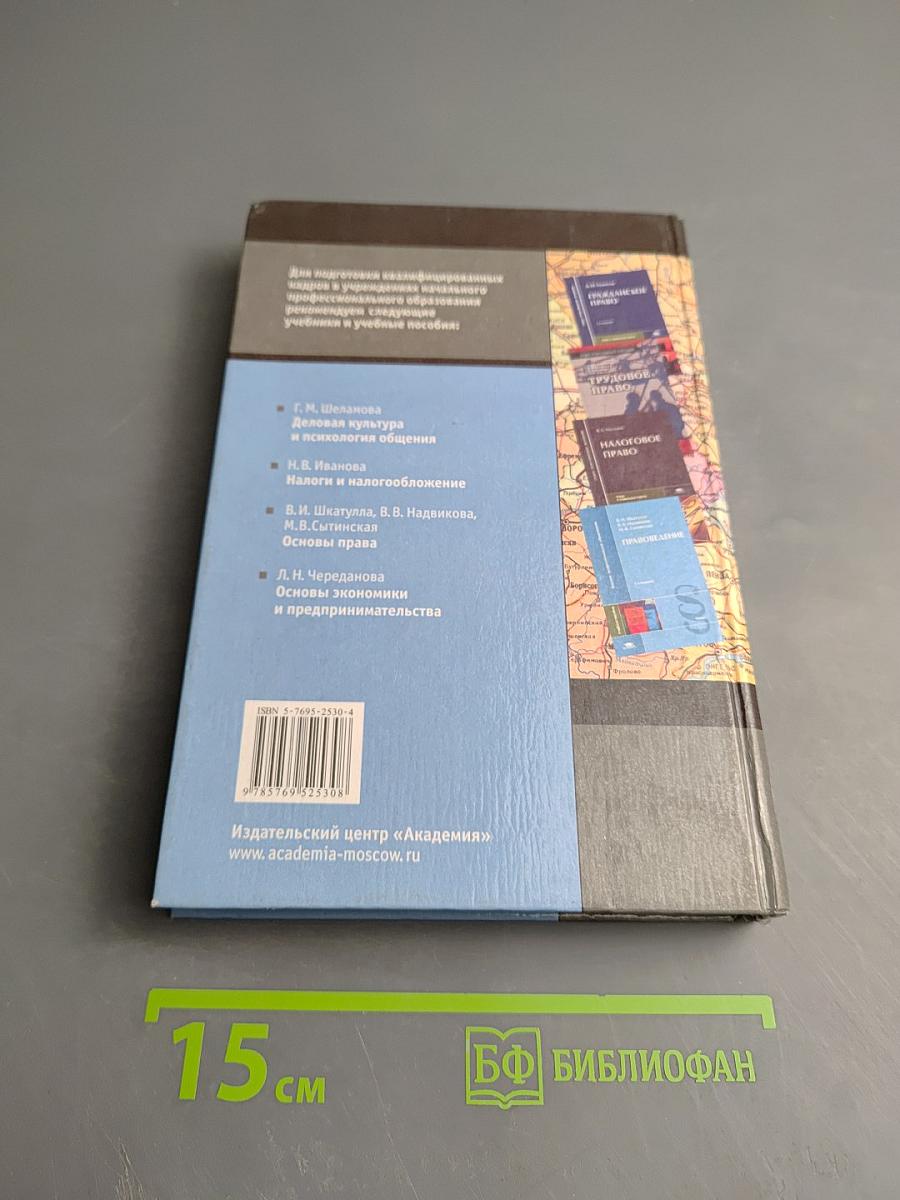 Для подготовки квалифицированных
кадров в учреждениях начального
профессионального образования
рекомендуем следующие
учебники и учебные пособия:
Г. М. Шеламова
Деловая культура
и психология общения
Н. В. Иванова
Налоги и налогообложение
В. И. Шкатулла, В. В. Надвикова,
М.В.Сытинская
Основы права
Л. Н. Череданова
Основы экономики
и предпринимательства
ГРАЖДАНСКОЕ
ПРАВО
ТРУДОВОЕ
ПРАВО
НАЛОГОВОЕ
ПРАВО
ПРАВОВЕДЕНИЕ
Фролово
ISBN 5-7695-2530-4
9 785769 525308
Издательский центр «Академия»
www. academia-moscow. ru
15 см
БФ БИБЛИОФАН